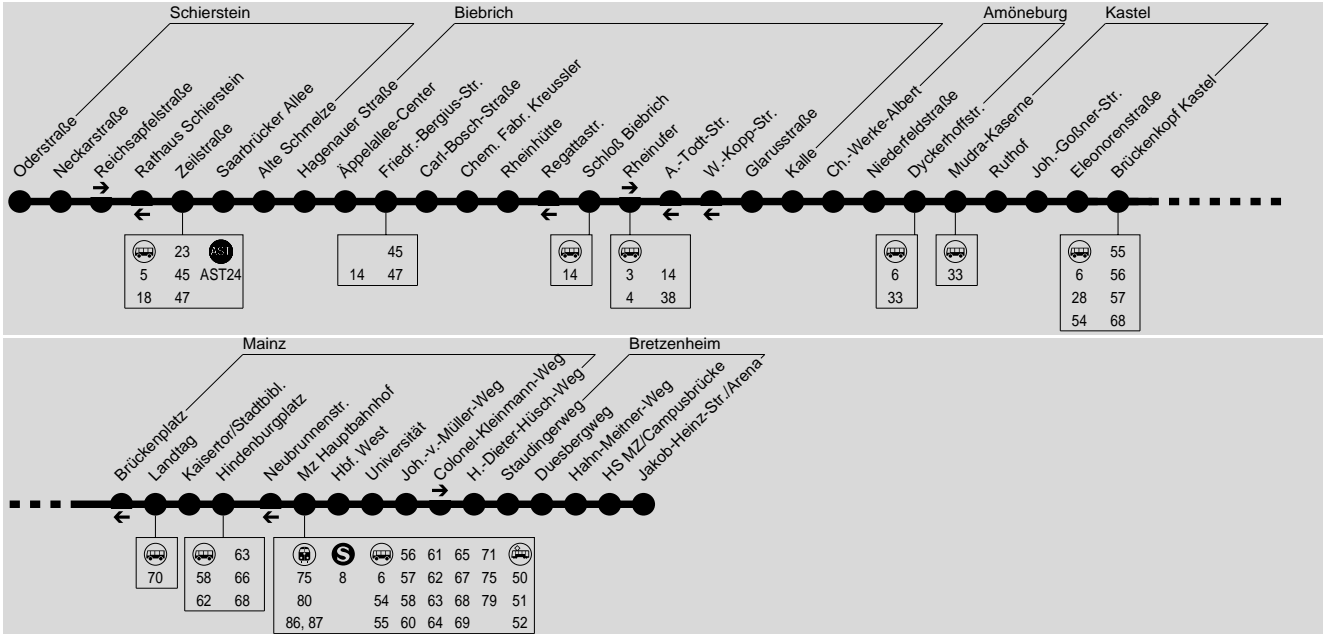 Schierstein Biebrich Amöneburg Kastel
Oderstraße
Neckarstraße
Reichsapfelstraße
Rathaus Schierstein
Zeilstraße
Saarbrücker Allee
Alte Schmelze
Hagenauer Straße
Äppelallee-Center
Friedr.-Bergius-Str.
Carl-Bosch-Straße
Chem. Fabr. Kreussler
Rheinhütte
Regattastr.
Schloß Biebrich
Rheinufer
A.-Todt-Str.
W.-Kopp-Str.
Glarusstraße
Kalle
Ch.-Werke-Albert
Niederfeldstraße
Dyckerhoffstr.
Mudra-Kaserne
Ruthof
Joh.-Goßner-Str.
Eleonorenstraße
Brückenkopf Kastel
23 AST
5 45 AST24
18 47
45
14 47
14
3 14
4 38
6
33
33
55
6 56
28 57
54 68
Mainz Bretzenheim
Brückenplatz
Landtag
Kaisertor/Stadtbibl.
Hindenburgplatz
Neubrunnenstr.
Mz Hauptbahnhof
Hbf. West
Universität
Joh.-v.-Müller-Weg
Colonel-Kleinmann-Weg
H.-Dieter-Hüsch-Weg
Staudingerweg
Duesbergweg
Hahn-Meitner-Weg
HS MZ/Campusbrücke
Jakob-Heinz-Str./Arena
70
63
58 66
62 68
S 56 61 65 71
75 8 6 57 62 67 75 50
80 54 58 63 68 79 51
86, 87 55 60 64 69 52